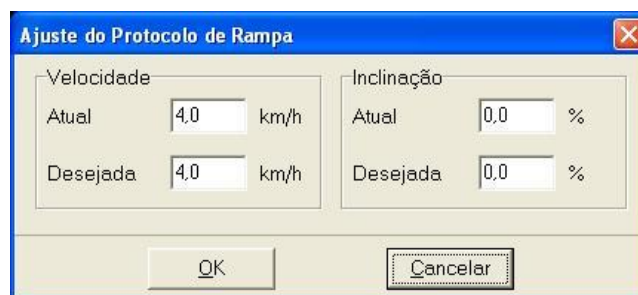 Ajuste do Protocolo de Rampa
Velocidade
Atual 4,0 km/h
Desejada 4,0 km/h
Inclinação
Atual 0,0 %
Desejada 0,0 %
OK
Cancelar